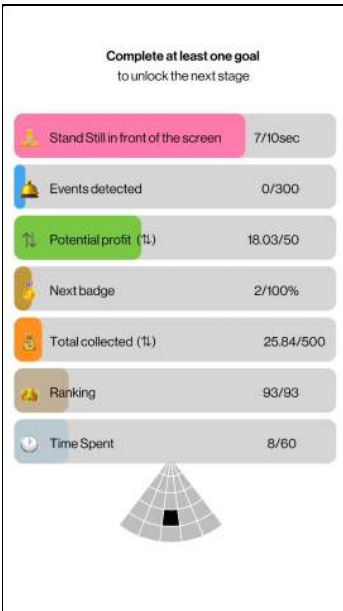 Complete at least one goal
to unlock the next stage
Stand Still in front of the screen 7/10sec
Events detected 0/300
Potential profit (⇅) 18.03/50
Next badge 2/100%
Total collected (⇅) 25.84/500
Ranking 93/93
Time Spent 8/60